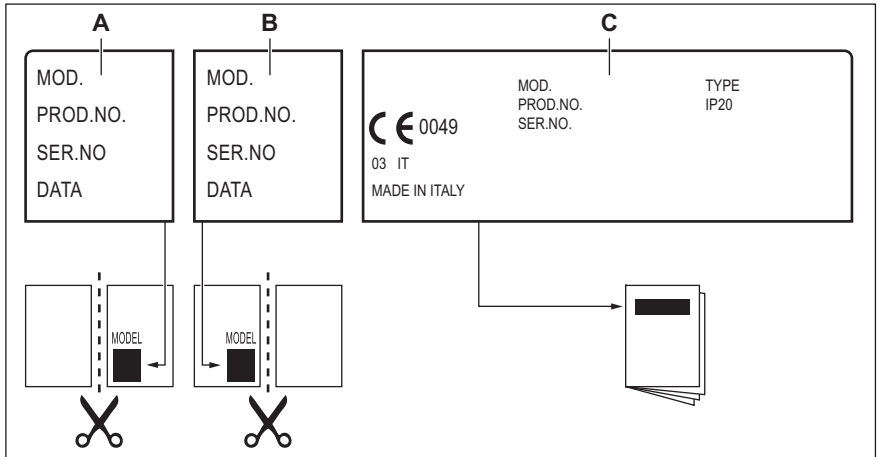 A
B
C
MOD.
PROD.NO.
SER.NO
DATA
MOD.
PROD.NO.
SER.NO
DATA
MOD.
PROD.NO.
SER.NO.
TYPE
IP20
CE 0049
03 IT
MADE IN ITALY
MODEL
MODEL